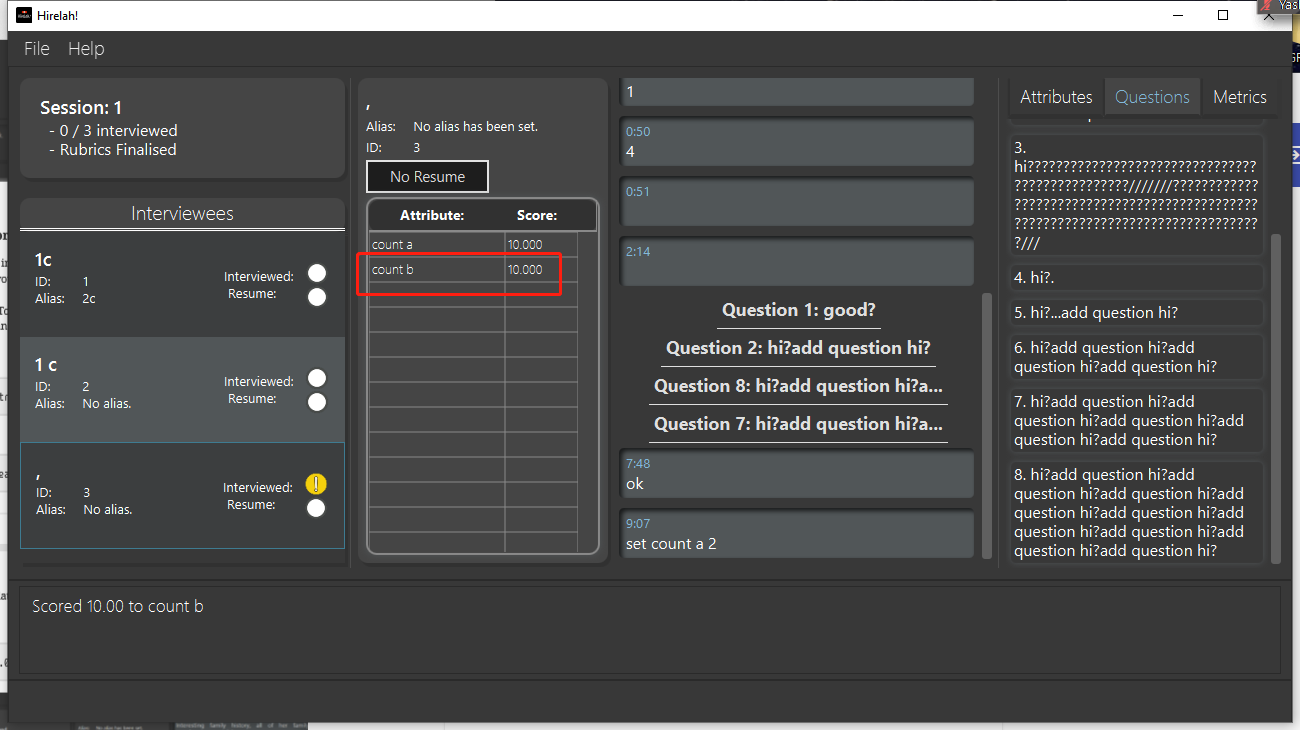 Hirelah!
Yash
File
Help
Session: 1
- 0 / 3 interviewed
- Rubrics Finalised
Interviewees
1c
ID: 1
Alias: 2c
Interviewed:
Resume:
1 c
ID: 2
Alias: No alias.
Interviewed:
Resume:
,
ID: 3
Alias: No alias.
Interviewed: !
Resume:
,
Alias: No alias has been set.
ID: 3
No Resume
Attribute: Score:
count a 10.000
count b 10.000
1
0:50
4
0:51
2:14
Question 1: good?
Question 2: hi?add question hi?
Question 8: hi?add question hi?a...
Question 7: hi?add question hi?a...
7:48
ok
9:07
set count a 2
Attributes Questions Metrics
3.
hi????????????????????????????????
????????????????///////????????????
??????????????????????????????????
??????????????????????????????????
?///
4. hi?.
5. hi?...add question hi?
6. hi?add question hi?add
question hi?add question hi?
7. hi?add question hi?add
question hi?add question hi?add
question hi?add question hi?
8. hi?add question hi?add
question hi?add question hi?add
question hi?add question hi?add
question hi?add question hi?add
question hi?add question hi?
Scored 10.00 to count b